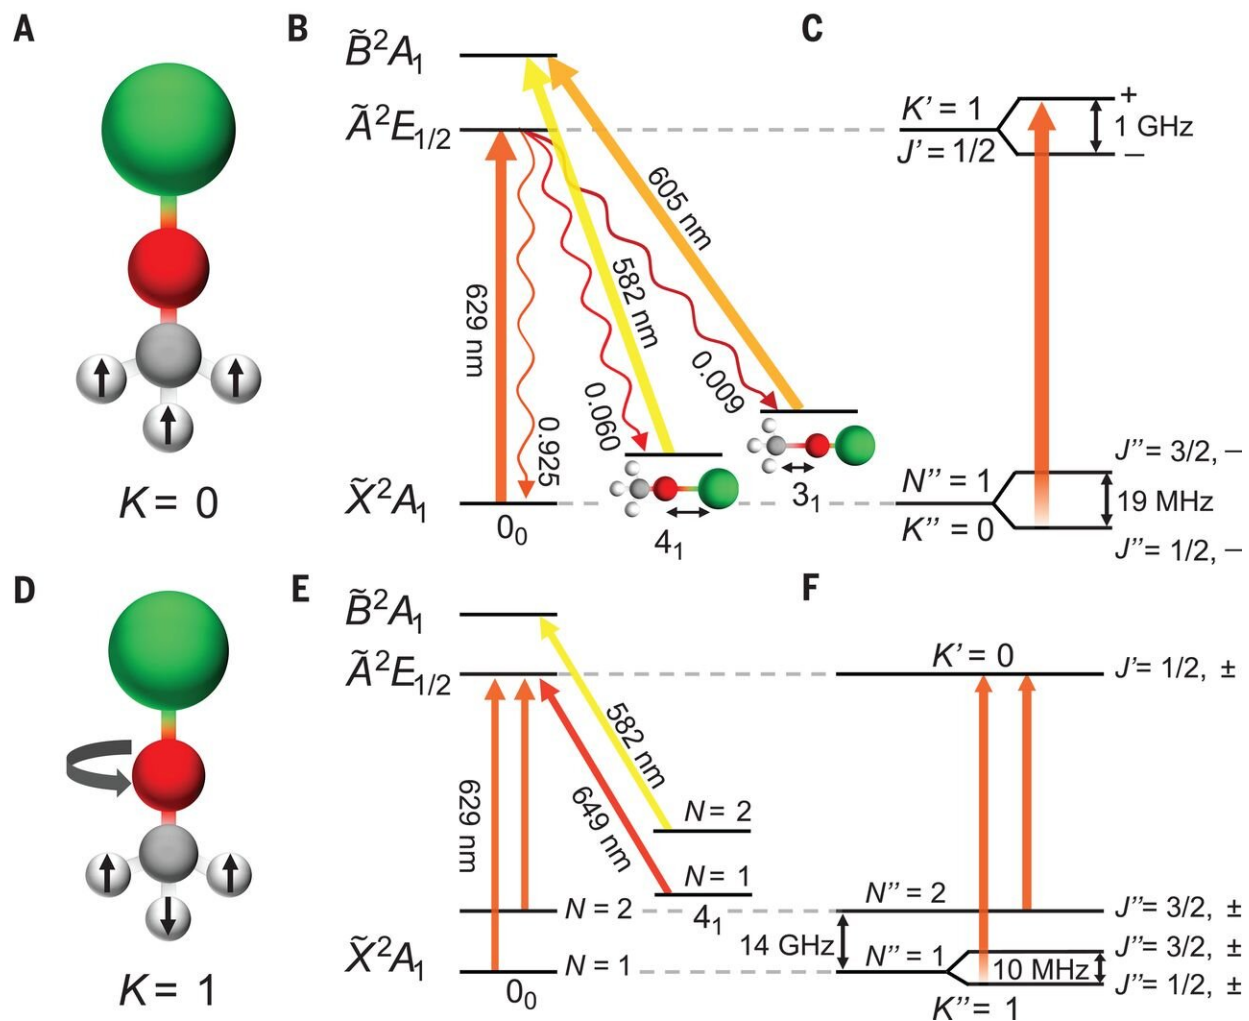 A
K = 0
B
B̃²A₁
Ã²E₁/₂
X̃²A₁
629 nm
0.925
0.060
582 nm
605 nm
0.009
0₀
4₁
3₁
C
K' = 1
J' = 1/2
+
1 GHz
–
N'' = 1
K'' = 0
J'' = 3/2, –
19 MHz
J'' = 1/2, –
D
K = 1
E
B̃²A₁
Ã²E₁/₂
X̃²A₁
629 nm
582 nm
649 nm
N = 2
N = 1
4₁
N = 2
N = 1
0₀
F
K' = 0
J' = 1/2, ±
N'' = 2
14 GHz
N'' = 1
10 MHz
K'' = 1
J'' = 3/2, ±
J'' = 3/2, ±
J'' = 1/2, ±